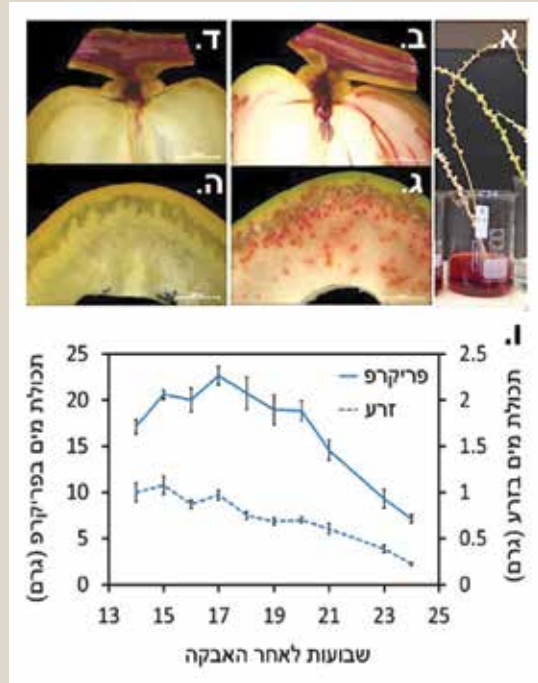 א.
ב.
ד.
ג.
ה.
ו.
פריקרפ
זרע
תכולת מים בפריקרפ (גרם)
25
20
15
10
5
0
תכולת מים בזרע (גרם)
2.5
2
1.5
1
0.5
0
13 15 17 19 21 23 25
שבועות לאחר האבקה